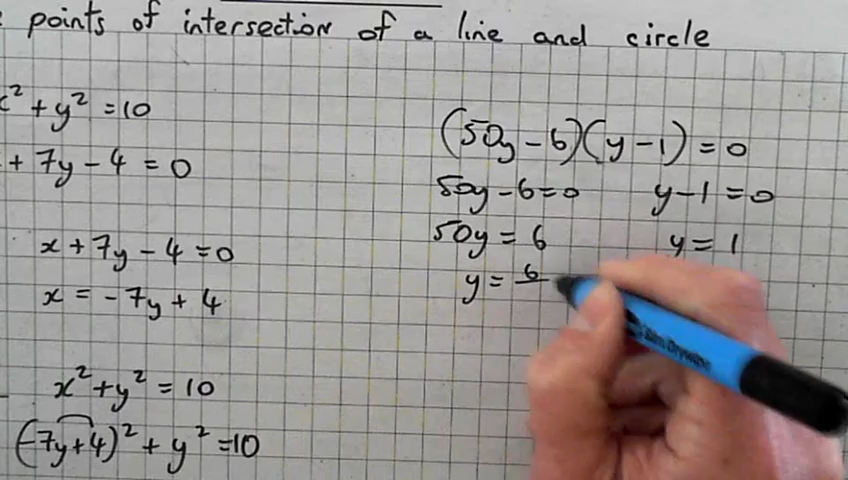 points of intersection of a line and circle
x² + y² = 10
+ 7y - 4 = 0
x + 7y - 4 = 0
x = -7y + 4
x² + y² = 10
(-7y+4)² + y² = 10
(50y - 6)(y - 1) = 0
50y - 6 = 0 y - 1 = 0
50y = 6 y = 1
y = 6/